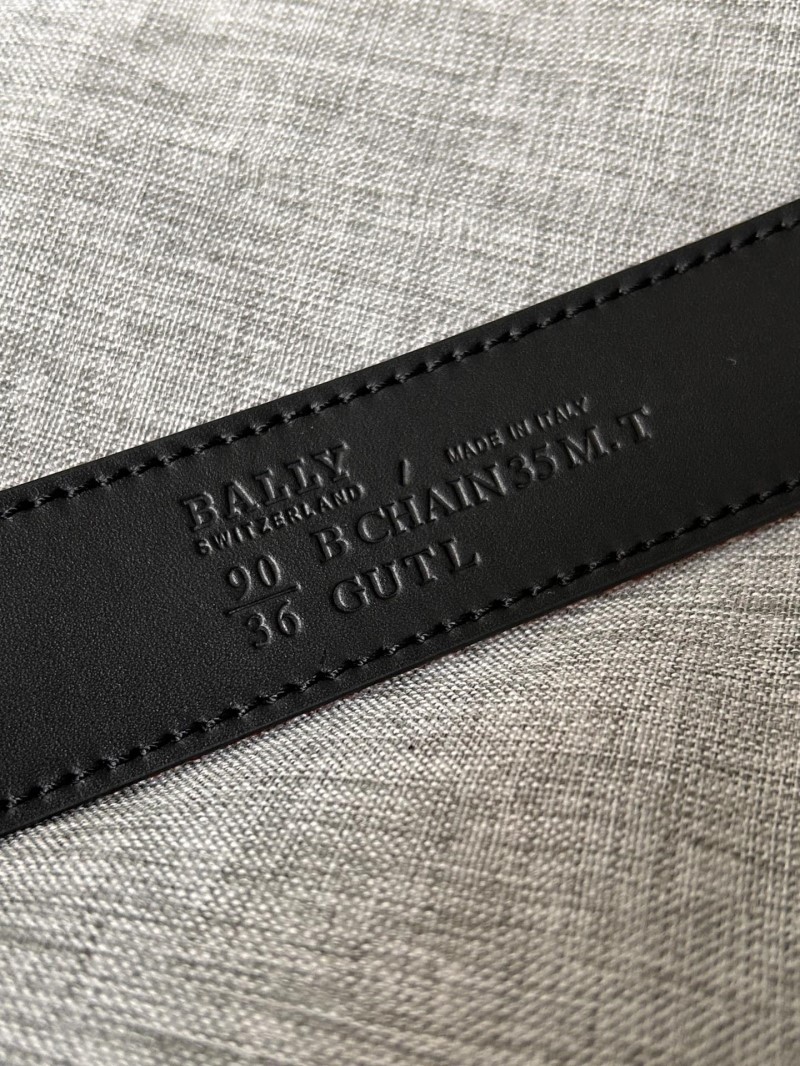 BALLY / MADE IN ITALY
SWITZERLAND
90 B CHAIN 35 M.T
36 GUT L